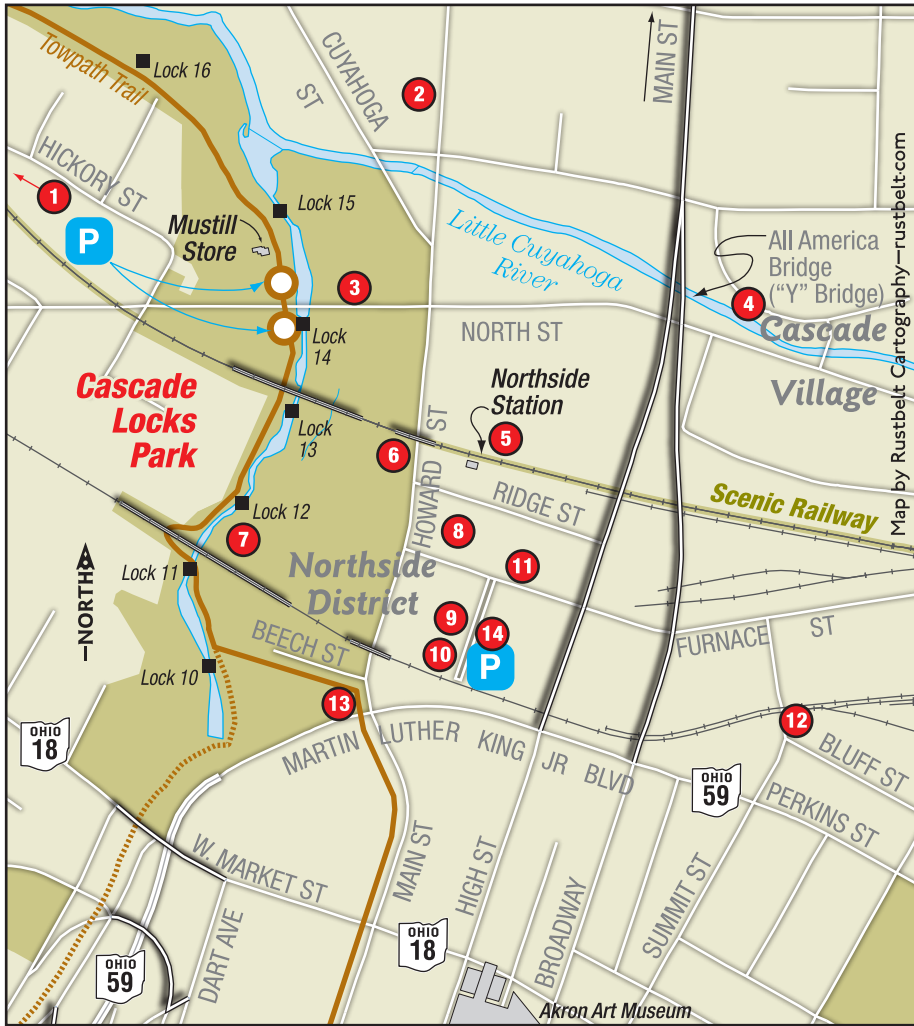 Towpath Trail
Lock 16
CUYAHOGA
ST
2
MAIN ST
HICKORY ST
1
P
Lock 15
Mustill
Store
3
Little Cuyahoga
River
All America
Bridge
("Y" Bridge)
4
Cascade
Village
NORTH ST
Lock
14
Cascade
Locks
Park
Lock
13
Northside
Station
5
6
HOWARD ST
RIDGE ST
Scenic Railway
Lock 12
7
8
NORTH
Lock 11
Northside
District
11
9
10
14
P
BEECH ST
FURNACE ST
Lock 10
13
12
BLUFF ST
OHIO
18
MARTIN LUTHER KING JR BLVD
OHIO
59
PERKINS ST
W. MARKET ST
MAIN ST
HIGH ST
BROADWAY
SUMMIT ST
OHIO
59
DART AVE
OHIO
18
Akron Art Museum
Map by Rustbelt Cartography–rustbelt.com